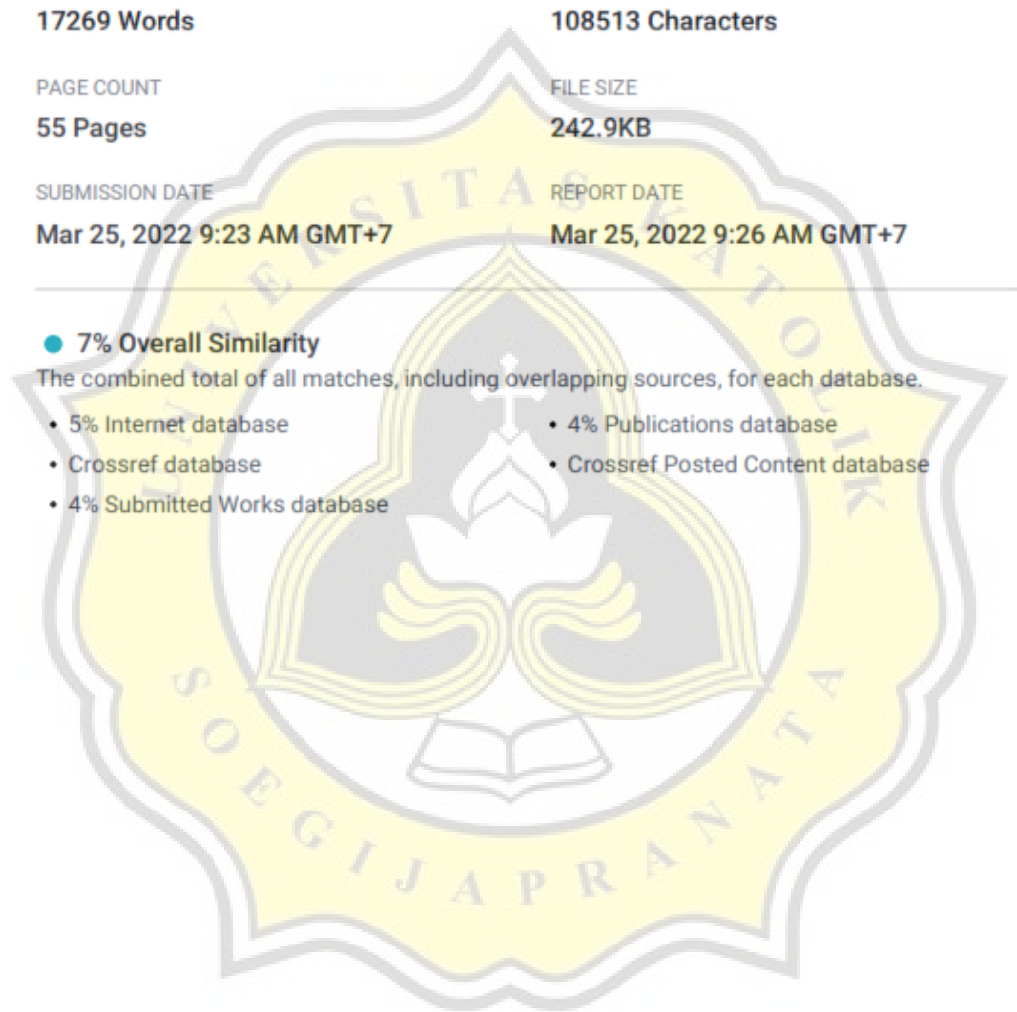 17269 Words 108513 Characters
PAGE COUNT FILE SIZE
55 Pages 242.9KB
SUBMISSION DATE REPORT DATE
Mar 25, 2022 9:23 AM GMT+7 Mar 25, 2022 9:26 AM GMT+7
7% Overall Similarity
The combined total of all matches, including overlapping sources, for each database.
• 5% Internet database • 4% Publications database
• Crossref database • Crossref Posted Content database
• 4% Submitted Works database
UNIVERSITAS KATOLIK
SOEGIJAPRANATA